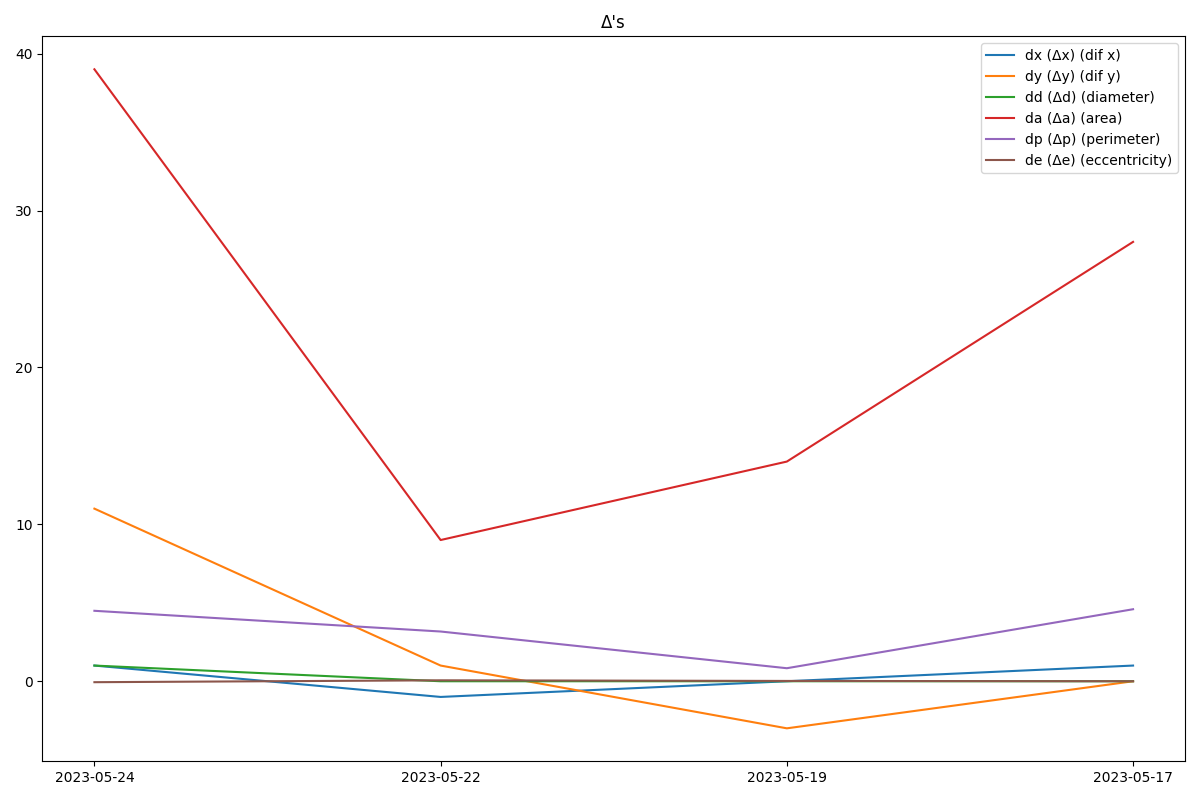 Δ's
dx (Δx) (dif x)
dy (Δy) (dif y)
dd (Δd) (diameter)
da (Δa) (area)
dp (Δp) (perimeter)
de (Δe) (eccentricity)
40
30
20
10
0
2023-05-24
2023-05-22
2023-05-19
2023-05-17